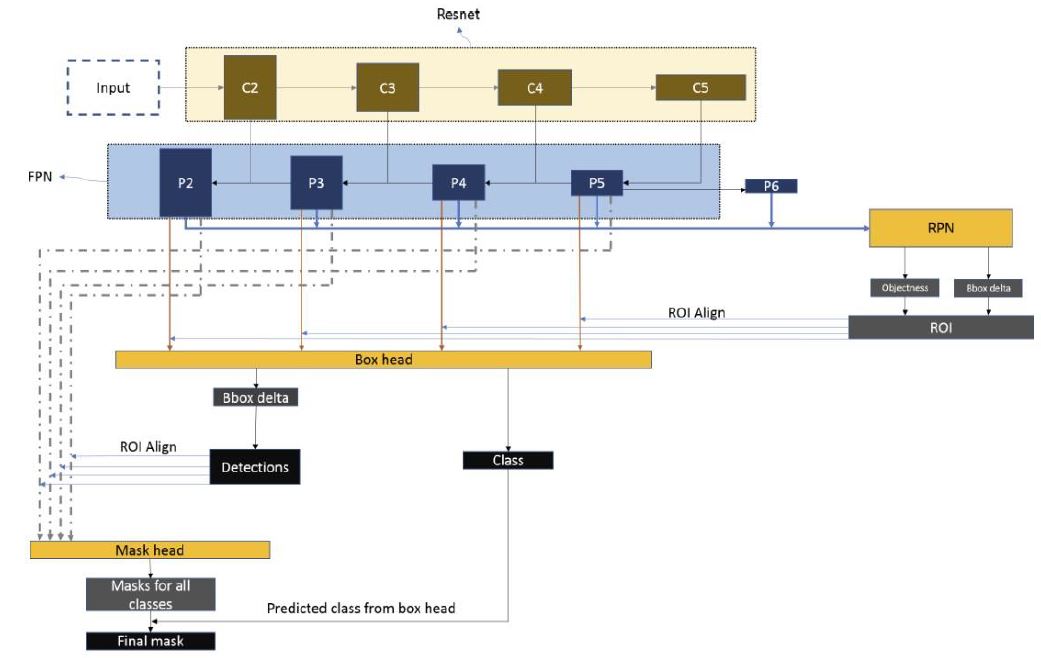 Resnet
Input
C2
C3
C4
C5
FPN
P2
P3
P4
P5
P6
RPN
Objectness
Bbox delta
ROI Align
ROI
Box head
Bbox delta
ROI Align
Detections
Class
Mask head
Masks for all
classes
Predicted class from box head
Final mask